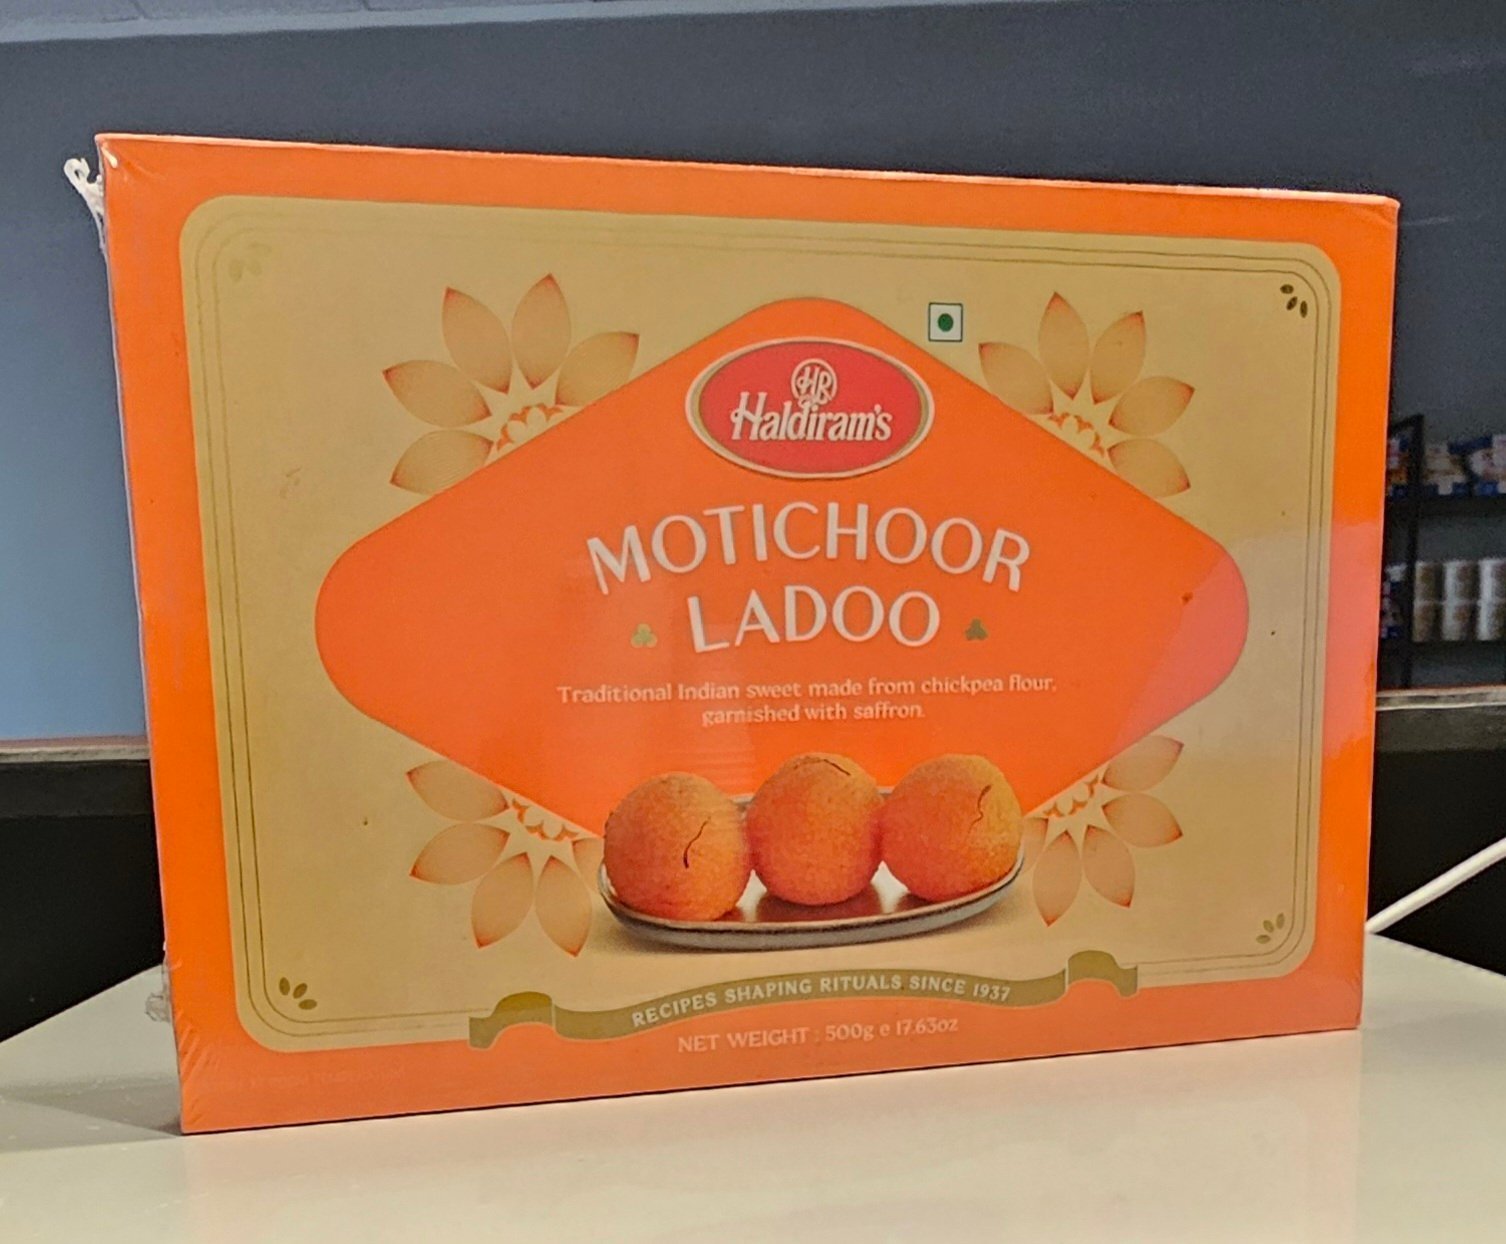 HR
Haldiram's
MOTICHOOR
LADOO
Traditional Indian sweet made from chickpea flour,
garnished with saffron.
RECIPES SHAPING RITUALS SINCE 1937
NET WEIGHT : 500g e 17.63oz